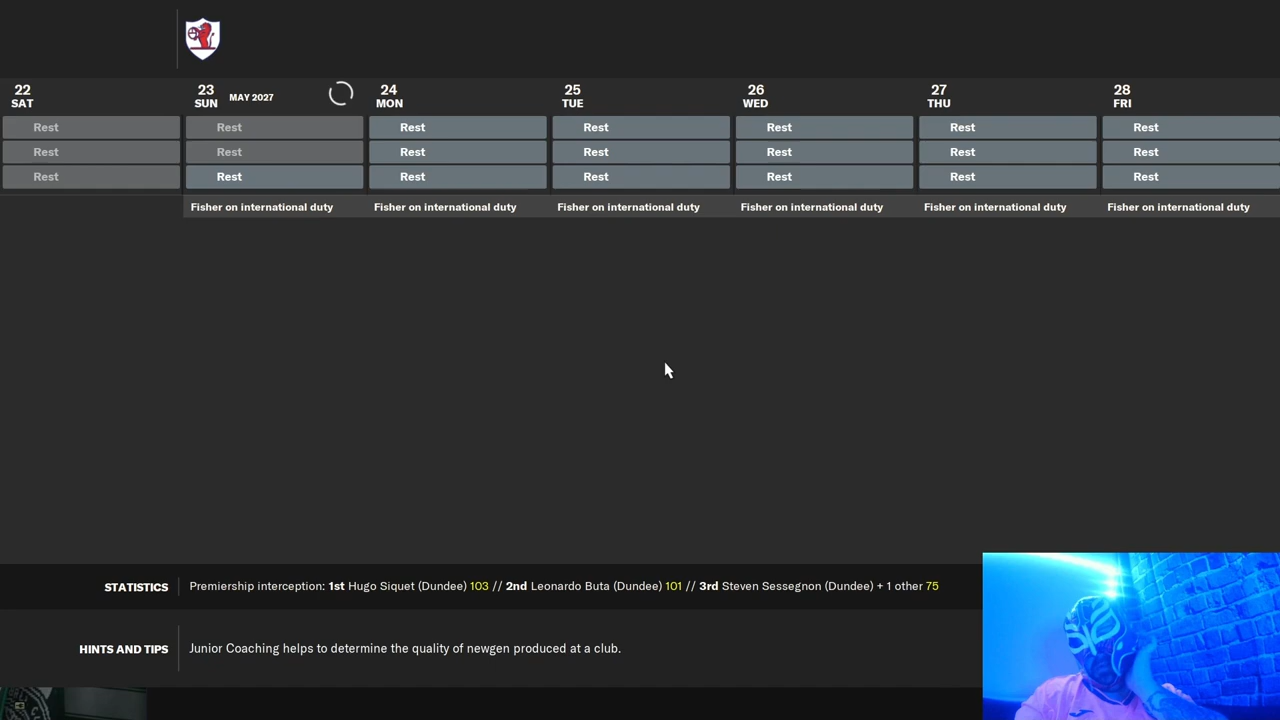 22 23 24 25 26 27 28
SAT SUN MAY 2027 MON TUE WED THU FRI
Rest Rest Rest Rest Rest Rest Rest
Rest Rest Rest Rest Rest Rest Rest
Rest Rest Rest Rest Rest Rest Rest
Fisher on international duty Fisher on international duty Fisher on international duty Fisher on international duty Fisher on international duty Fisher on international duty
STATISTICS Premiership interception: 1st Hugo Siquet (Dundee) 103 // 2nd Leonardo Buta (Dundee) 101 // 3rd Steven Sessegnon (Dundee) + 1 other 75
HINTS AND TIPS Junior Coaching helps to determine the quality of newgen produced at a club.